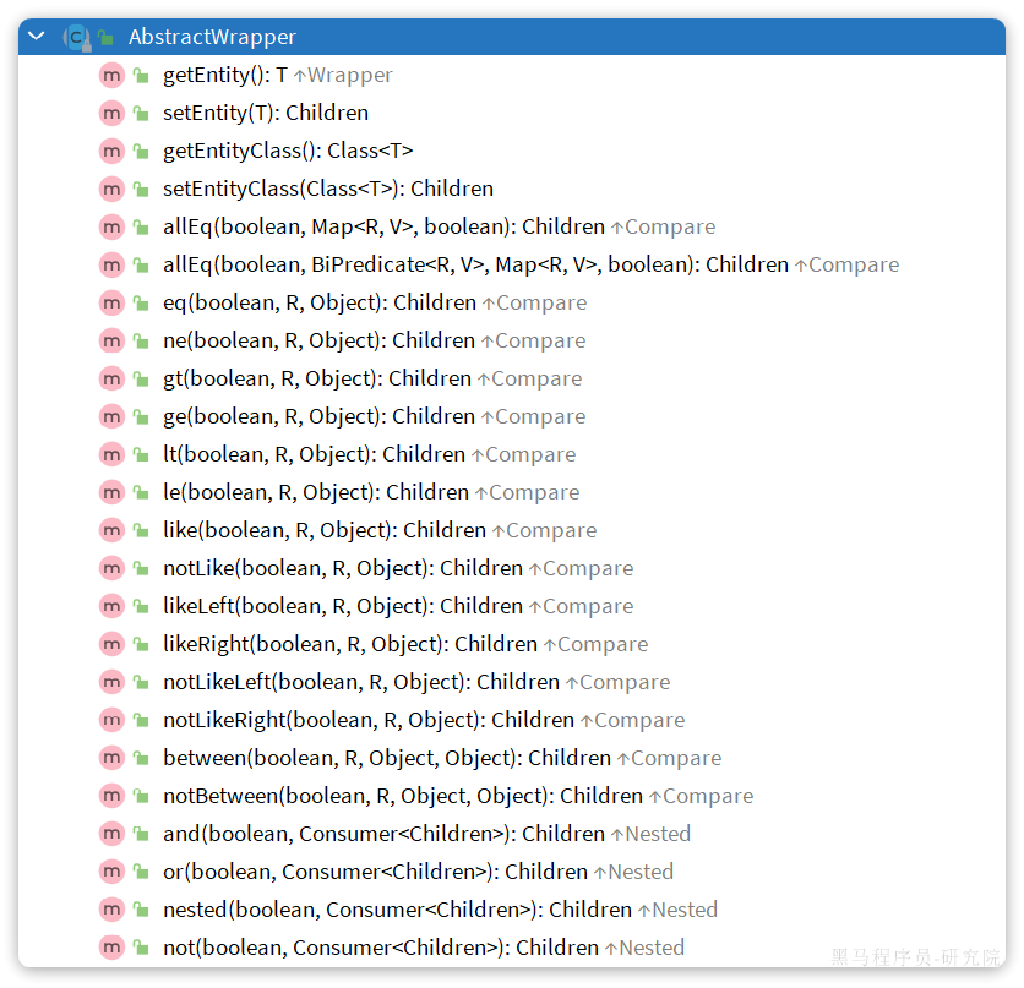 AbstractWrapper
getEntity(): T ↑Wrapper
setEntity(T): Children
getEntityClass(): Class<T>
setEntityClass(Class<T>): Children
allEq(boolean, Map<R, V>, boolean): Children ↑Compare
allEq(boolean, BiPredicate<R, V>, Map<R, V>, boolean): Children ↑Compare
eq(boolean, R, Object): Children ↑Compare
ne(boolean, R, Object): Children ↑Compare
gt(boolean, R, Object): Children ↑Compare
ge(boolean, R, Object): Children ↑Compare
lt(boolean, R, Object): Children ↑Compare
le(boolean, R, Object): Children ↑Compare
like(boolean, R, Object): Children ↑Compare
notLike(boolean, R, Object): Children ↑Compare
likeLeft(boolean, R, Object): Children ↑Compare
likeRight(boolean, R, Object): Children ↑Compare
notLikeLeft(boolean, R, Object): Children ↑Compare
notLikeRight(boolean, R, Object): Children ↑Compare
between(boolean, R, Object, Object): Children ↑Compare
notBetween(boolean, R, Object, Object): Children ↑Compare
and(boolean, Consumer<Children>): Children ↑Nested
or(boolean, Consumer<Children>): Children ↑Nested
nested(boolean, Consumer<Children>): Children ↑Nested
not(boolean, Consumer<Children>): Children ↑Nested
黑马程序员-研究院